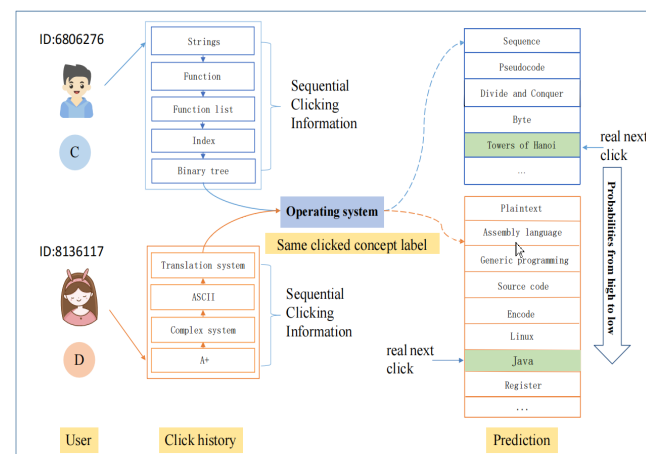 ID:6806276
C
Strings
Function
Function list
Index
Binary tree
Sequential
Clicking
Information
Sequence
Pseudocode
Divide and Conquer
Byte
Towers of Hanoi
...
real next
click
Operating system
Same clicked concept label
Probabilities from high to low
ID:8136117
D
Translation system
ASCII
Complex system
A+
Sequential
Clicking
Information
Plaintext
Assembly language
Generic programming
Source code
Encode
Linux
Java
Register
...
real next
click
User
Click history
Prediction